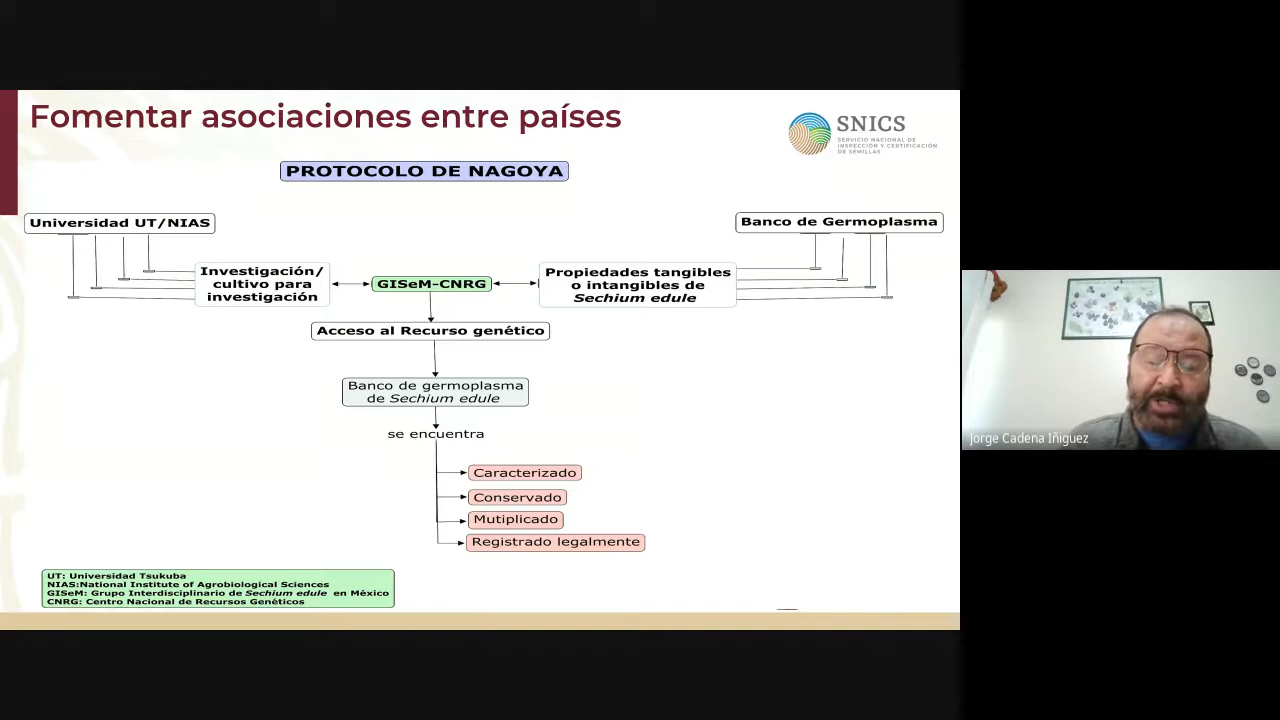 Fomentar asociaciones entre países
SNICS
SERVICIO NACIONAL DE
INSPECCIÓN Y CERTIFICACIÓN
DE SEMILLAS
PROTOCOLO DE NAGOYA
Universidad UT/NIAS
Banco de Germoplasma
Investigación/
cultivo para
investigación
GISeM-CNRG
Propiedades tangibles
o intangibles de
Sechium edule
Acceso al Recurso genético
Banco de germoplasma
de Sechium edule
se encuentra
Caracterizado
Conservado
Mutiplicado
Registrado legalmente
UT: Universidad Tsukuba
NIAS:National Institute of Agrobiological Sciences
GISeM: Grupo Interdisciplinario de Sechium edule en México
CNRG: Centro Nacional de Recursos Genéticos
Jorge Cadena Iñiguez